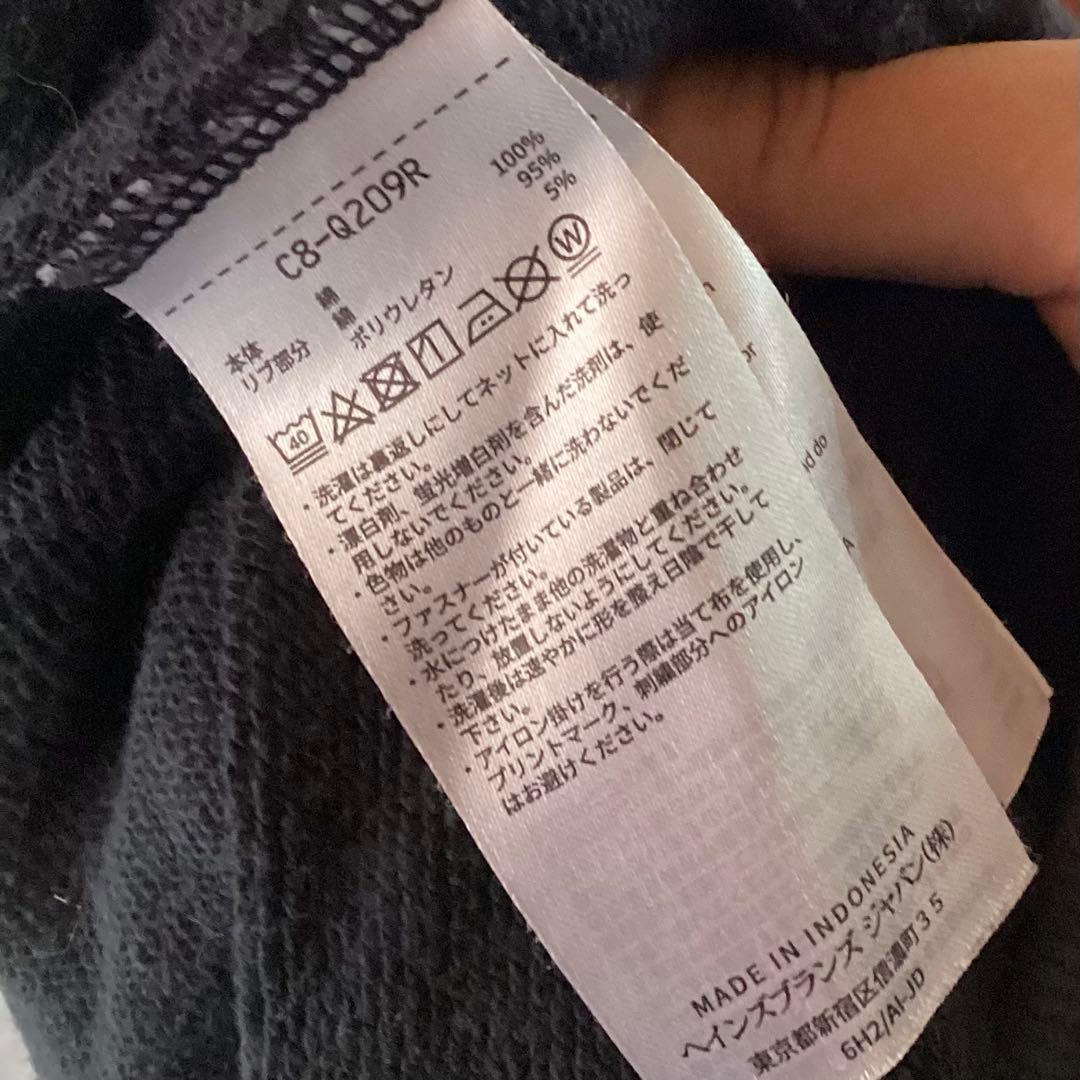 C8-Q209R
本体 綿 100%
リブ部分 綿 95%
ポリウレタン 5%
40
W
・洗濯は裏返しにしてネットに入れて洗っ
てください。
・漂白剤、蛍光増白剤を含んだ洗剤は、使
用しないでください。
・色物は他のものと一緒に洗わないでくだ
さい。
・ファスナーが付いている製品は、閉じて
洗ってください。
・水につけたまま他の洗濯物と重ね合わせ
たり、放置しないようにしてください。
・洗濯後は速やかに形を整え日陰で干して
下さい。
・アイロン掛けを行う際は当て布を使用し、
プリントマーク、刺繍部分へのアイロン
はお避けください。
MADE IN INDONESIA
ヘインズブランズ ジャパン(株)
東京都新宿区信濃町35
6H2/AI-JD
or
nd do
A